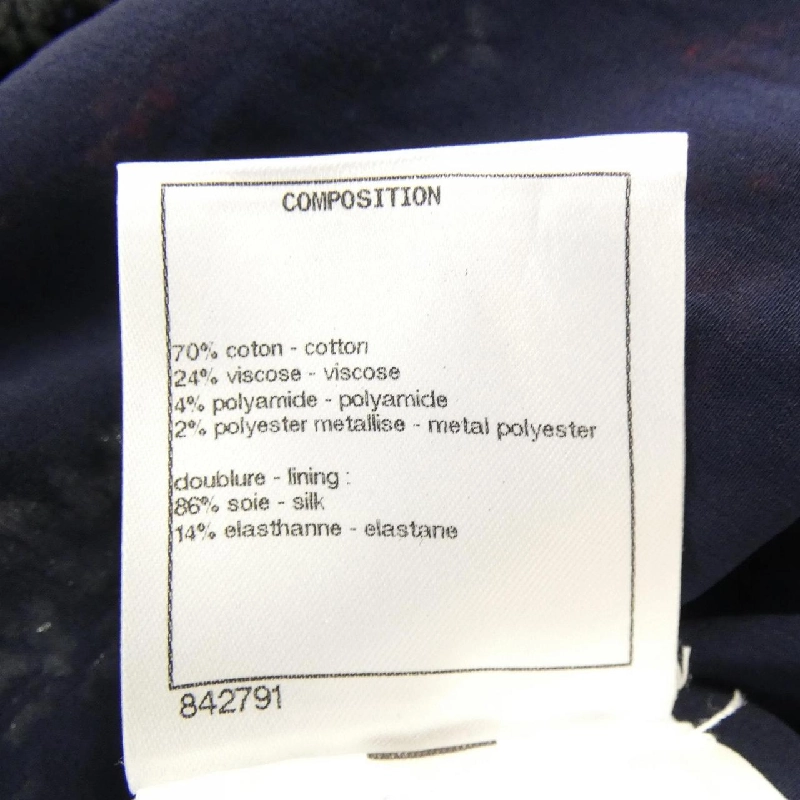 COMPOSITION
70% coton - cotton
24% viscose - viscose
4% polyamide - polyamide
2% polyester metallise - metal polyester
doublure - lining :
86% soie - silk
14% elasthanne - elastane
842791